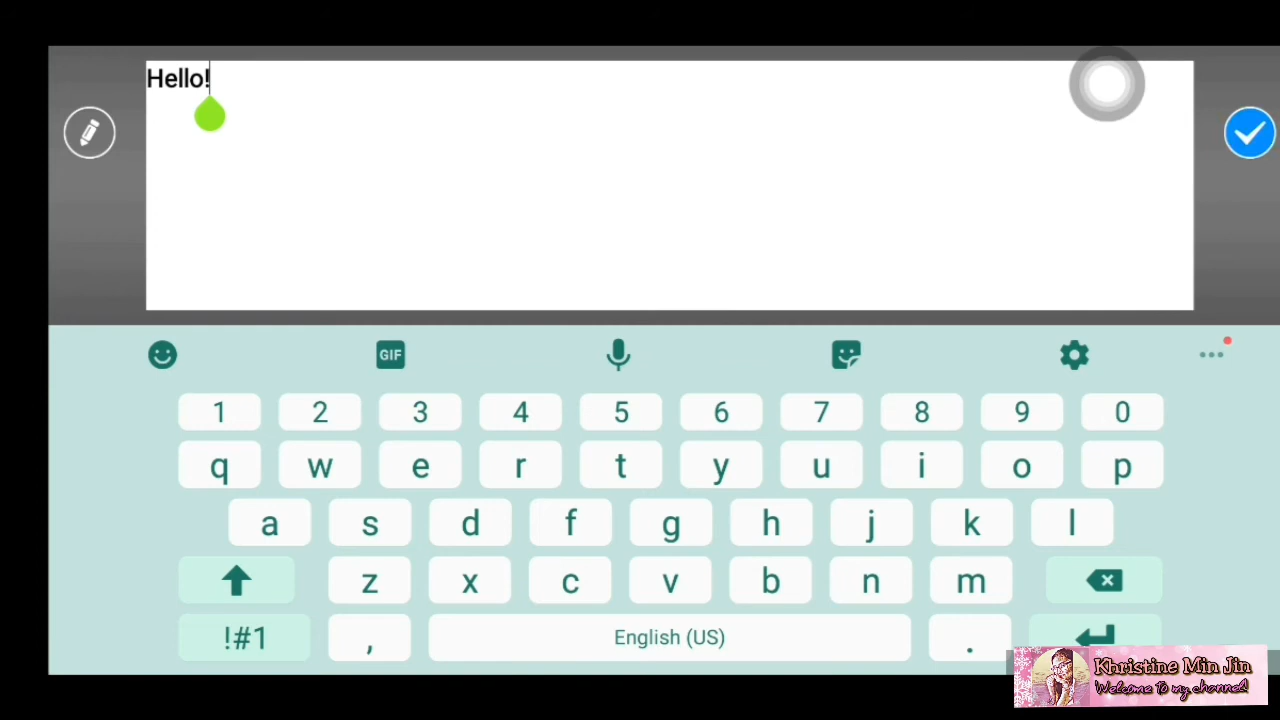 Hello!
GIF
1 2 3 4 5 6 7 8 9 0
q w e r t y u i o p
a s d f g h j k l
z x c v b n m
!#1 , English (US) .
Khristine Min Jin
Welcome To my channel